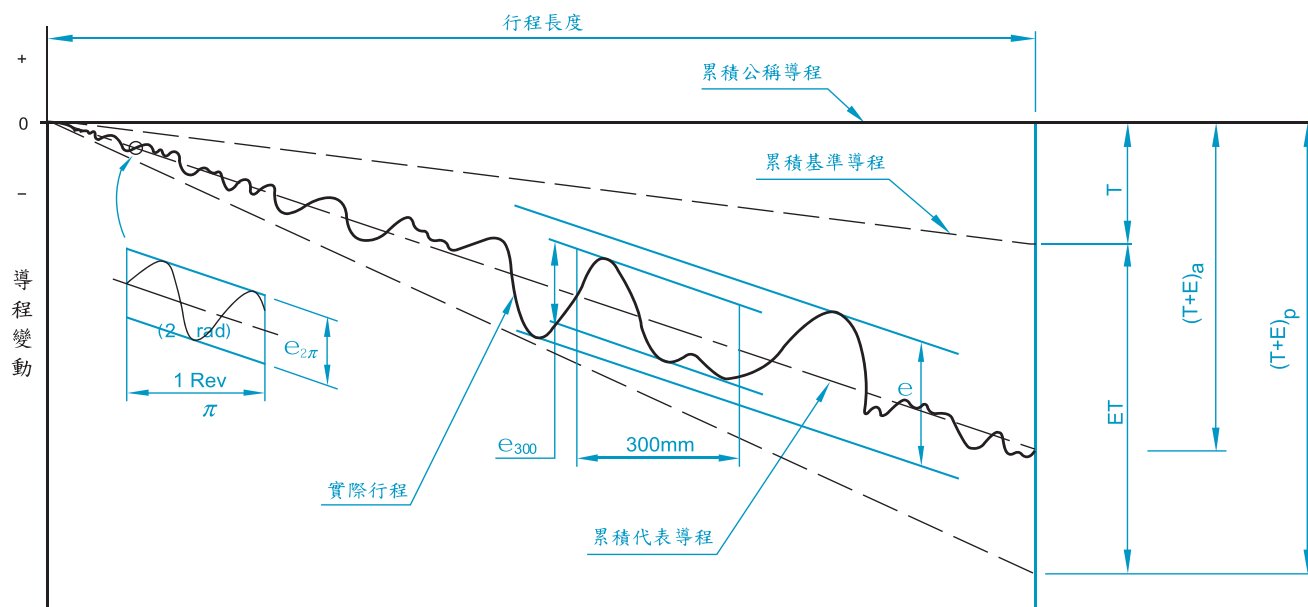 行程長度
+
累積公稱導程
0
累積基準導程
−
T
導程變動
(T+E)a
(T+E)p
(2 rad)
e2π
1 Rev
π
e
ET
e300
300mm
實際行程
累積代表導程